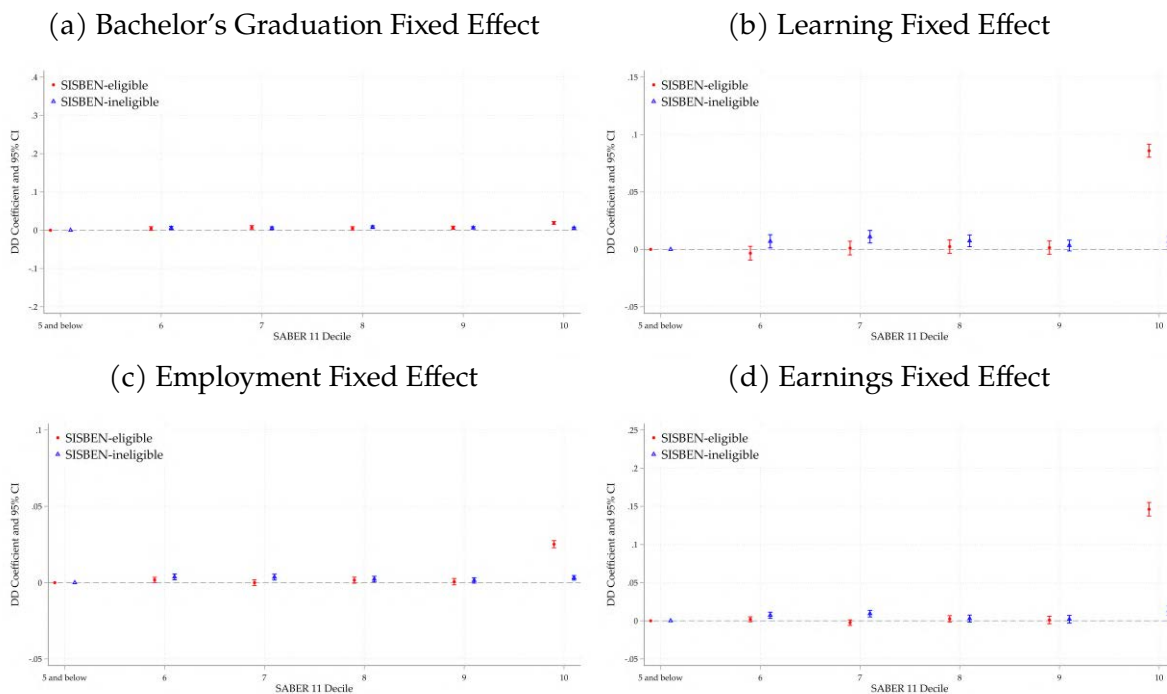 (a) Bachelor's Graduation Fixed Effect
DD Coefficient and 95% CI
.4
.3
.2
.1
0
-.1
-.2
SISBEN-eligible
SISBEN-ineligible
5 and below 6 7 8 9 10
SABER 11 Decile
(b) Learning Fixed Effect
DD Coefficient and 95% CI
.15
.1
.05
0
-.05
SISBEN-eligible
SISBEN-ineligible
5 and below 6 7 8 9 10
SABER 11 Decile
(c) Employment Fixed Effect
DD Coefficient and 95% CI
.1
.05
0
-.05
SISBEN-eligible
SISBEN-ineligible
5 and below 6 7 8 9 10
SABER 11 Decile
(d) Earnings Fixed Effect
DD Coefficient and 95% CI
.25
.2
.15
.1
.05
0
-.05
SISBEN-eligible
SISBEN-ineligible
5 and below 6 7 8 9 10
SABER 11 Decile